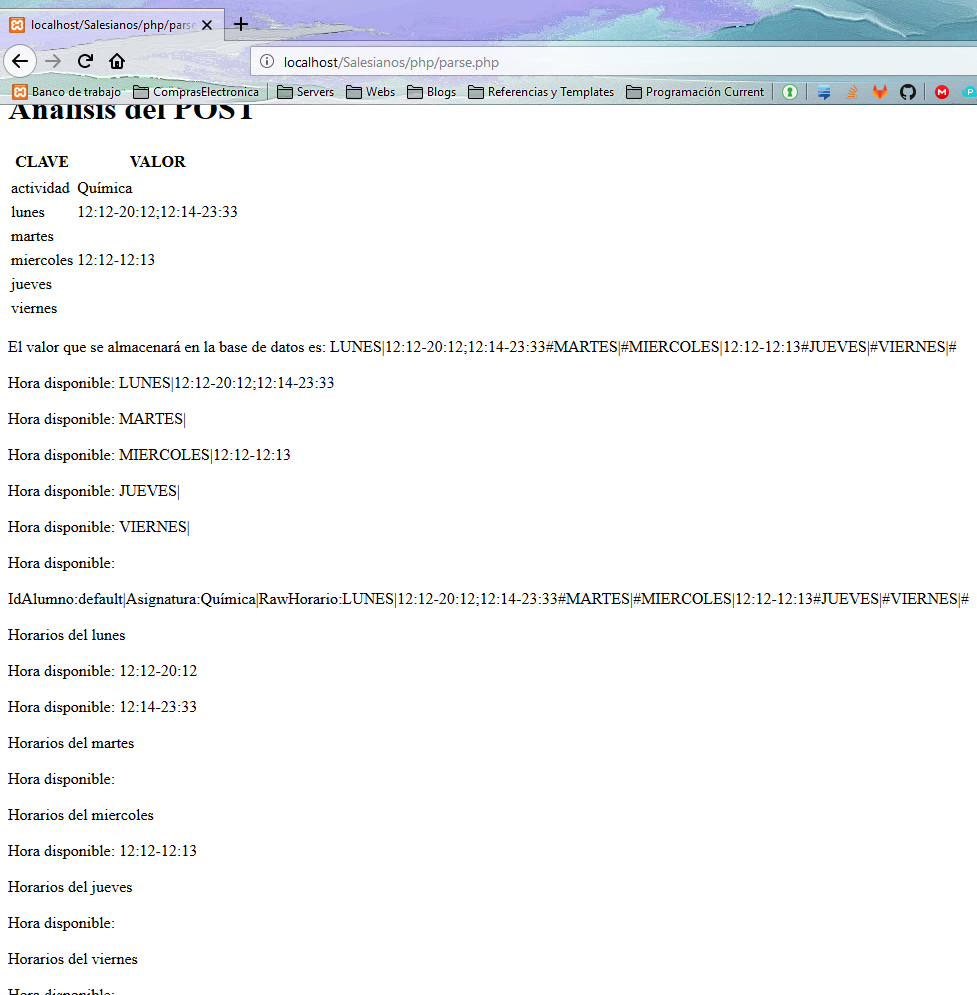 localhost/Salesianos/php/parse
localhost/Salesianos/php/parse.php
Banco de trabajo ComprasElectronica Servers Webs Blogs Referencias y Templates Programación Current
Análisis del POST
CLAVE VALOR
actividad Química
lunes 12:12-20:12;12:14-23:33
martes
miercoles 12:12-12:13
jueves
viernes
El valor que se almacenará en la base de datos es: LUNES|12:12-20:12;12:14-23:33#MARTES|#MIERCOLES|12:12-12:13#JUEVES|#VIERNES|#
Hora disponible: LUNES|12:12-20:12;12:14-23:33
Hora disponible: MARTES|
Hora disponible: MIERCOLES|12:12-12:13
Hora disponible: JUEVES|
Hora disponible: VIERNES|
Hora disponible:
IdAlumno:default|Asignatura:Química|RawHorario:LUNES|12:12-20:12;12:14-23:33#MARTES|#MIERCOLES|12:12-12:13#JUEVES|#VIERNES|#
Horarios del lunes
Hora disponible: 12:12-20:12
Hora disponible: 12:14-23:33
Horarios del martes
Hora disponible:
Horarios del miercoles
Hora disponible: 12:12-12:13
Horarios del jueves
Hora disponible:
Horarios del viernes
Hora disponible: